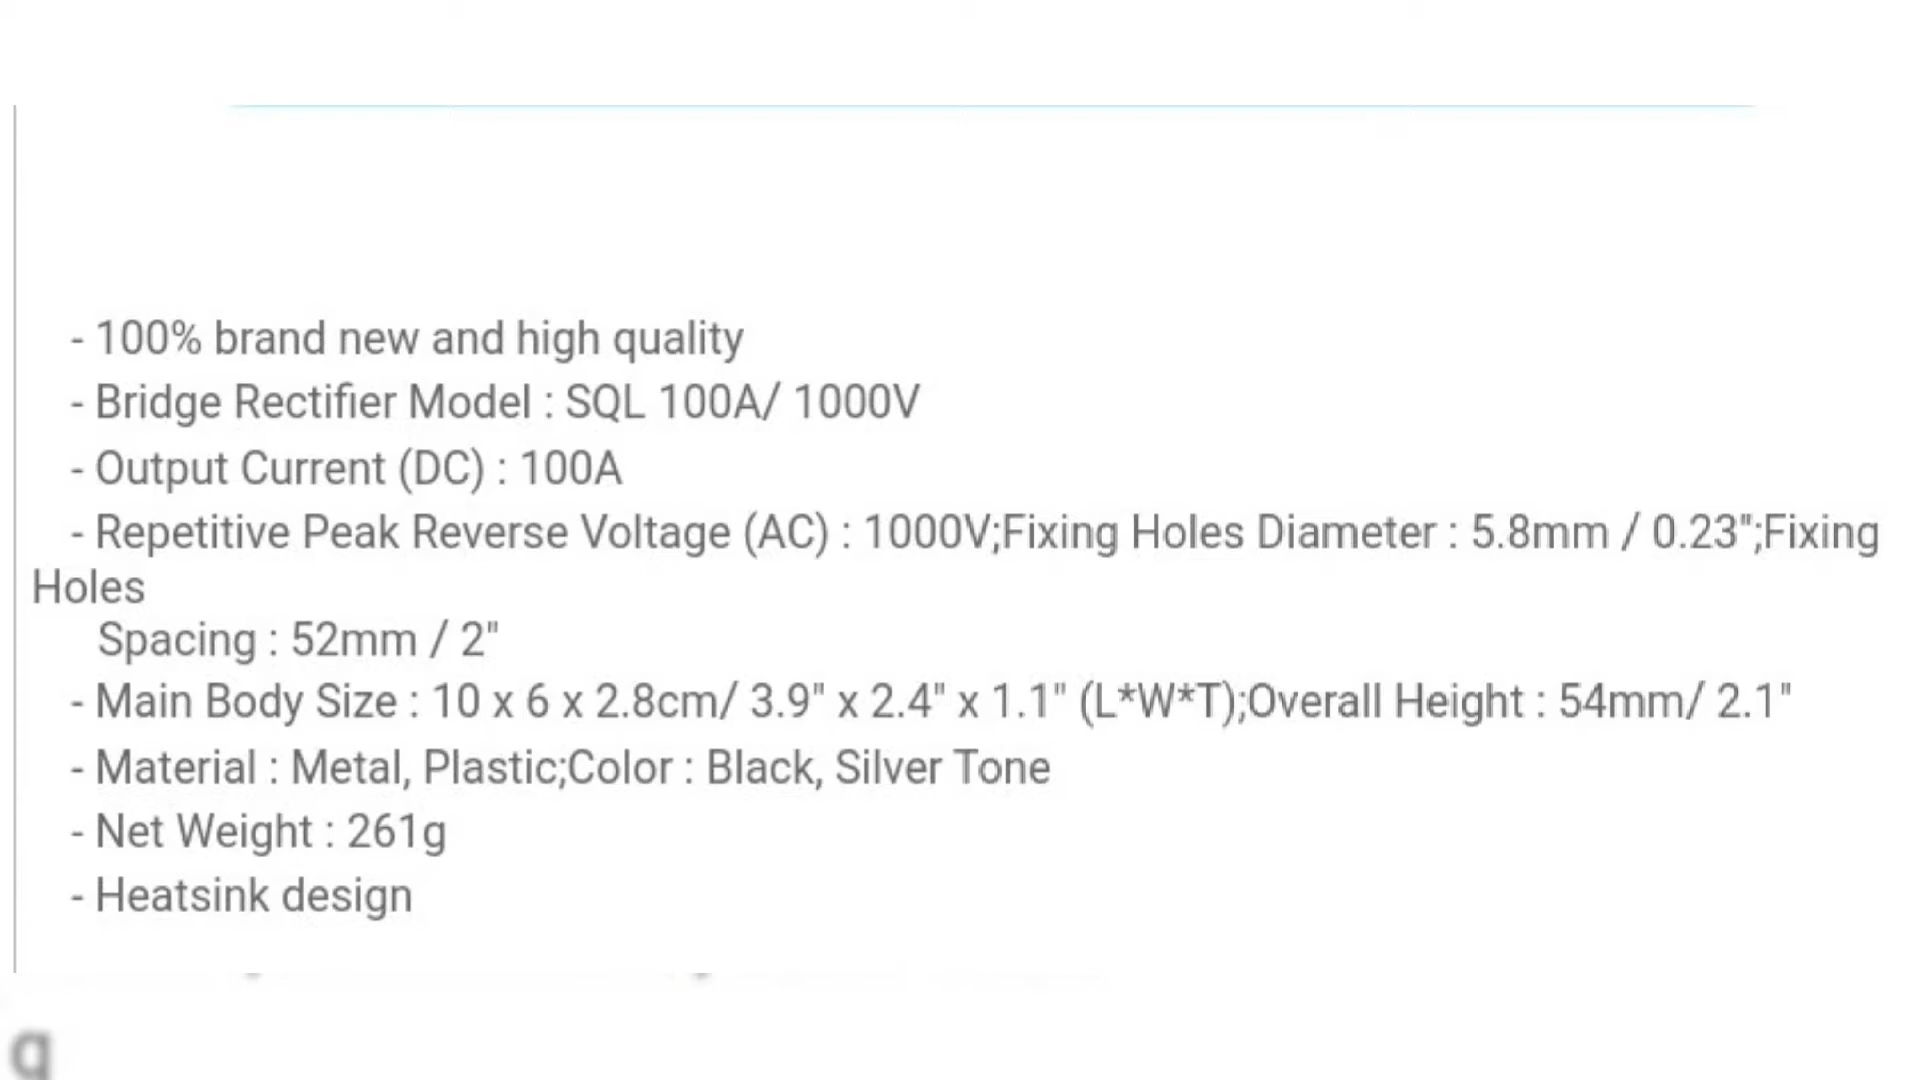 - 100% brand new and high quality
- Bridge Rectifier Model : SQL 100A/ 1000V
- Output Current (DC) : 100A
- Repetitive Peak Reverse Voltage (AC) : 1000V;Fixing Holes Diameter : 5.8mm / 0.23";Fixing
Holes
Spacing : 52mm / 2"
- Main Body Size : 10 x 6 x 2.8cm/ 3.9" x 2.4" x 1.1" (L*W*T);Overall Height : 54mm/ 2.1"
- Material : Metal, Plastic;Color : Black, Silver Tone
- Net Weight : 261g
- Heatsink design